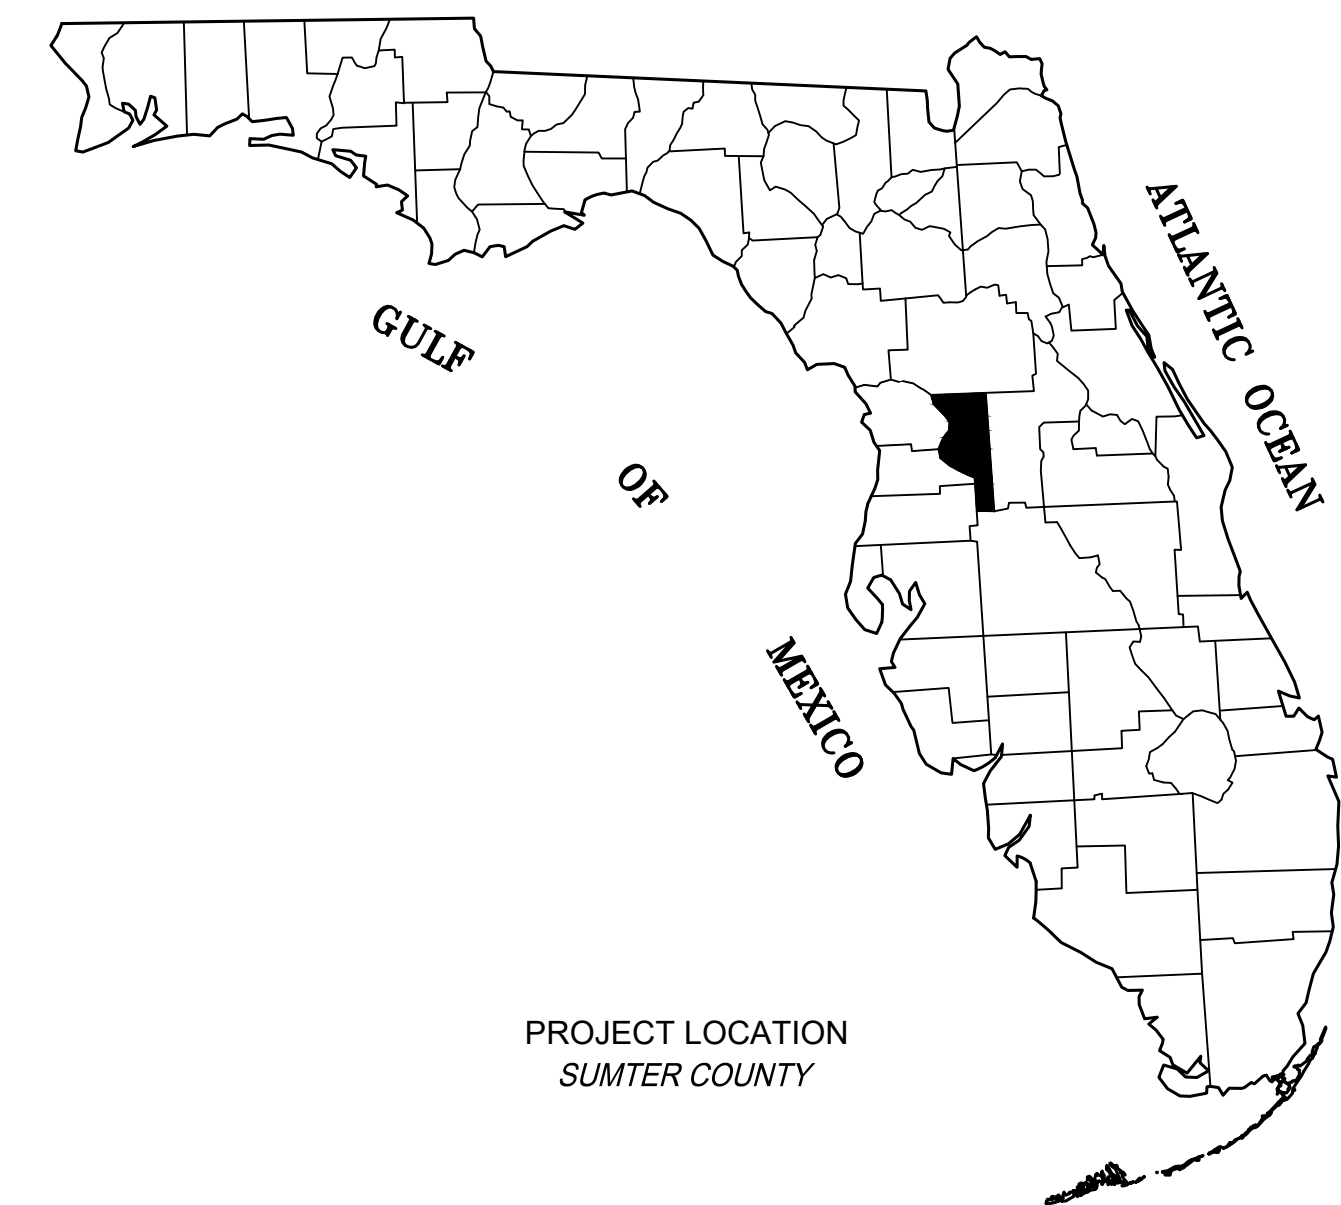 ATLANTIC OCEAN
GULF
OF
MEXICO
PROJECT LOCATION
SUMTER COUNTY